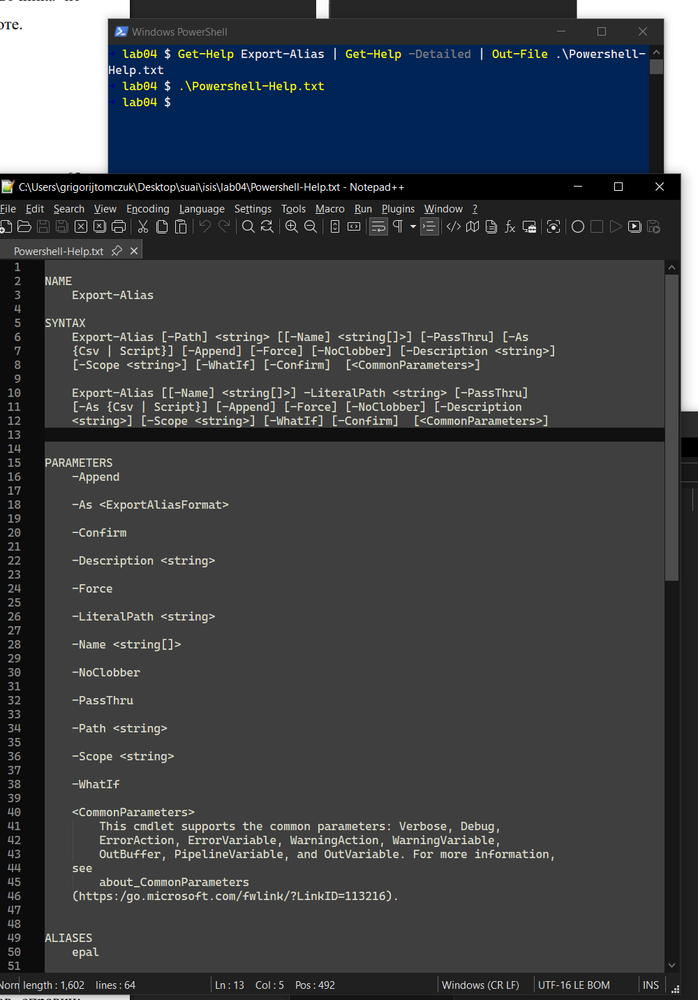 оте.
Windows PowerShell
lab04 $ Get-Help Export-Alias | Get-Help -Detailed | Out-File .\Powershell-
Help.txt
lab04 $ .\Powershell-Help.txt
lab04 $
C:\Users\grigorijtomczuk\Desktop\suai\isis\lab04\Powershell-Help.txt - Notepad++
File Edit Search View Encoding Language Settings Tools Macro Run Plugins Window ?
Powershell-Help.txt
1
2 NAME
3     Export-Alias
4
5 SYNTAX
6     Export-Alias [-Path] <string> [[-Name] <string[]>] [-PassThru] [-As
7     {Csv | Script}] [-Append] [-Force] [-NoClobber] [-Description <string>]
8     [-Scope <string>] [-WhatIf] [-Confirm]  [<CommonParameters>]
9
10     Export-Alias [[-Name] <string[]>] -LiteralPath <string> [-PassThru]
11     [-As {Csv | Script}] [-Append] [-Force] [-NoClobber] [-Description
12     <string>] [-Scope <string>] [-WhatIf] [-Confirm]  [<CommonParameters>]
13
14
15 PARAMETERS
16     -Append
17
18     -As <ExportAliasFormat>
19
20     -Confirm
21
22     -Description <string>
23
24     -Force
25
26     -LiteralPath <string>
27
28     -Name <string[]>
29
30     -NoClobber
31
32     -PassThru
33
34     -Path <string>
35
36     -Scope <string>
37
38     -WhatIf
39
40     <CommonParameters>
41         This cmdlet supports the common parameters: Verbose, Debug,
42         ErrorAction, ErrorVariable, WarningAction, WarningVariable,
43         OutBuffer, PipelineVariable, and OutVariable. For more information,
44     see
45         about_CommonParameters
46     (https:/go.microsoft.com/fwlink/?LinkID=113216).
47
48
49 ALIASES
50     epal
51
length : 1,602 lines : 64 Ln : 13 Col : 5 Pos : 492 Windows (CR LF) UTF-16 LE BOM INS